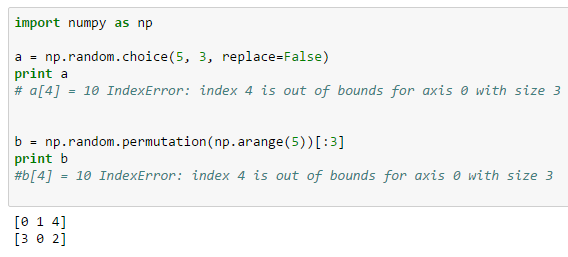 import numpy as np
a = np.random.choice(5, 3, replace=False)
print a
# a[4] = 10 IndexError: index 4 is out of bounds for axis 0 with size 3
b = np.random.permutation(np.arange(5))[:3]
print b
#b[4] = 10 IndexError: index 4 is out of bounds for axis 0 with size 3
[0 1 4]
[3 0 2]